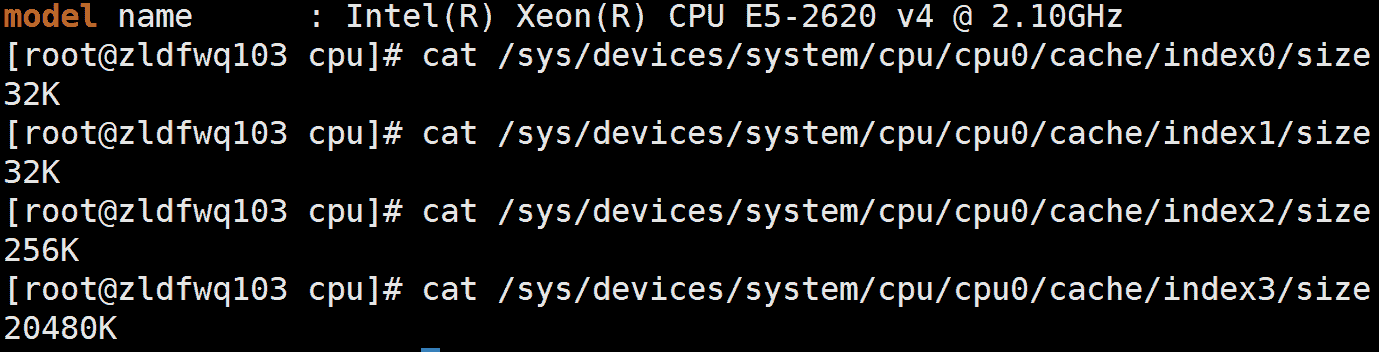 model name      : Intel(R) Xeon(R) CPU E5-2620 v4 @ 2.10GHz
[root@zldfwq103 cpu]# cat /sys/devices/system/cpu/cpu0/cache/index0/size
32K
[root@zldfwq103 cpu]# cat /sys/devices/system/cpu/cpu0/cache/index1/size
32K
[root@zldfwq103 cpu]# cat /sys/devices/system/cpu/cpu0/cache/index2/size
256K
[root@zldfwq103 cpu]# cat /sys/devices/system/cpu/cpu0/cache/index3/size
20480K